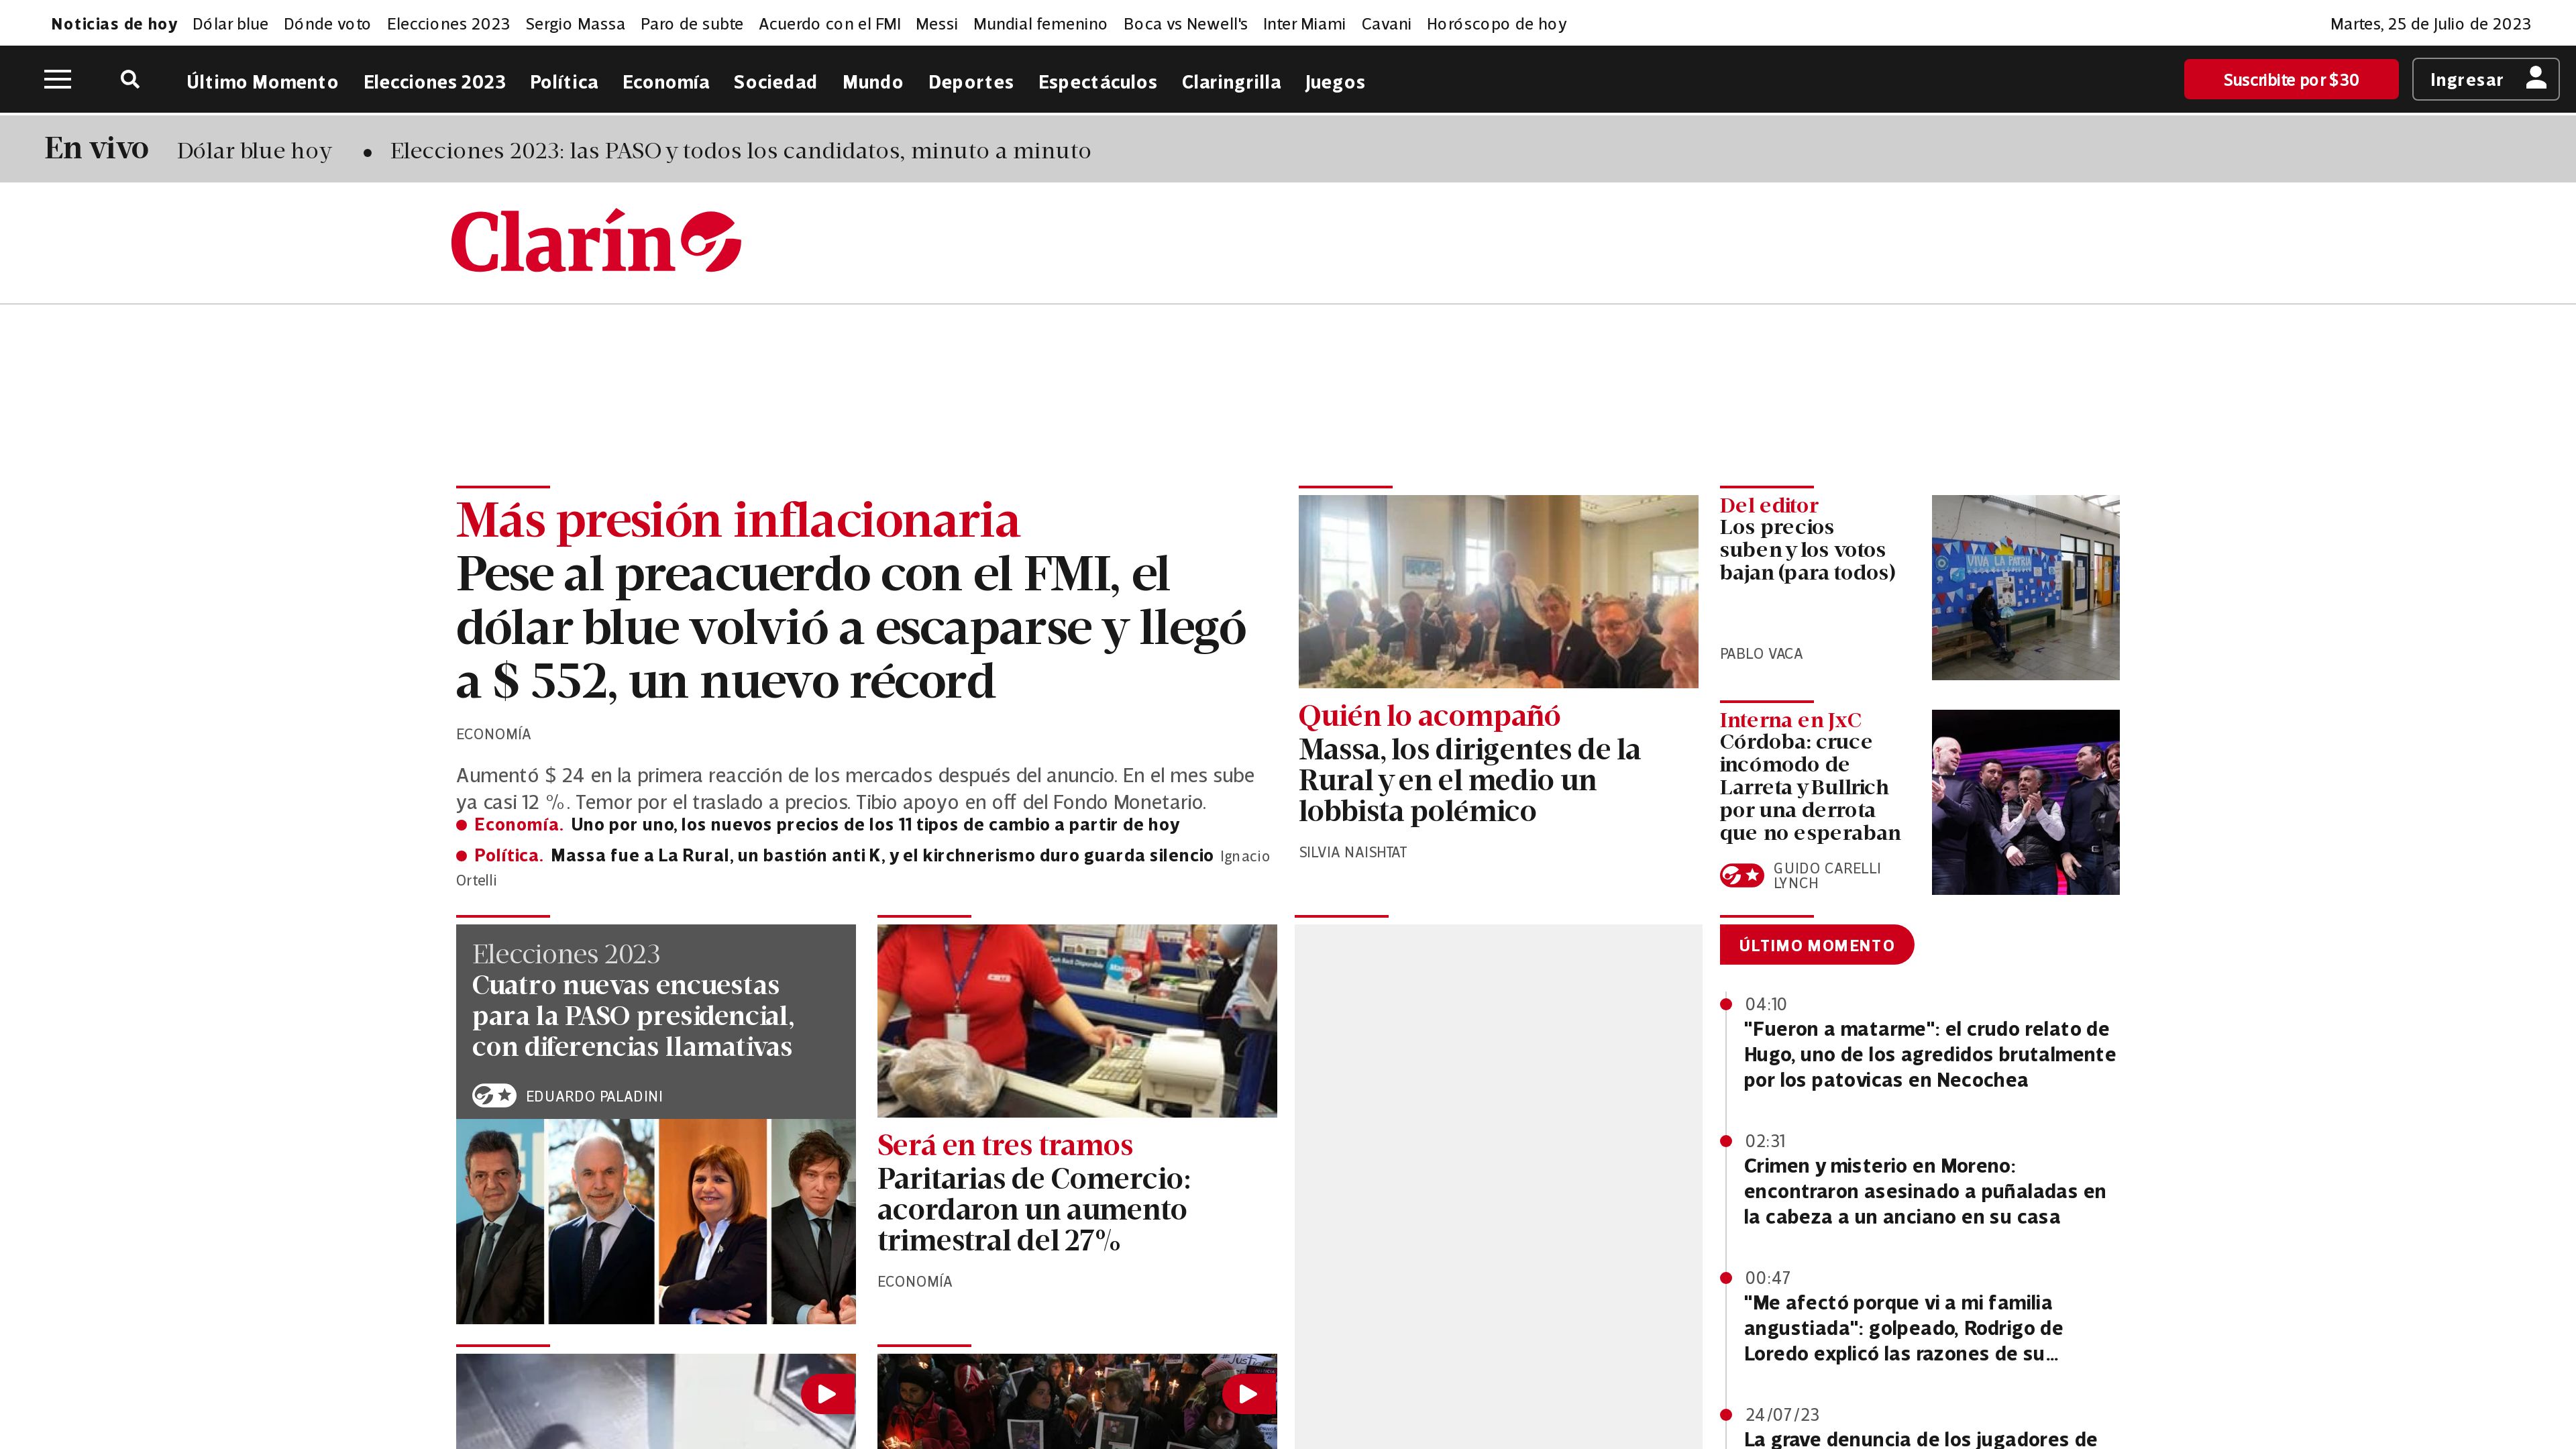 Noticias de hoy Dólar blue Dónde voto Elecciones 2023 Sergio Massa Paro de subte Acuerdo con el FMI Messi Mundial femenino Boca vs Newell's Inter Miami Cavani Horóscopo de hoy Martes, 25 de Julio de 2023
Último Momento Elecciones 2023 Política Economía Sociedad Mundo Deportes Espectáculos Claringrilla Juegos Suscribite por $30 Ingresar
En vivo Dólar blue hoy • Elecciones 2023: las PASO y todos los candidatos, minuto a minuto
Clarín
Más presión inflacionaria
Pese al preacuerdo con el FMI, el
dólar blue volvió a escaparse y llegó
a $ 552, un nuevo récord
ECONOMÍA
Aumentó $ 24 en la primera reacción de los mercados después del anuncio. En el mes sube
ya casi 12 %. Temor por el traslado a precios. Tibio apoyo en off del Fondo Monetario.
Economía. Uno por uno, los nuevos precios de los 11 tipos de cambio a partir de hoy
Política. Massa fue a La Rural, un bastión anti K, y el kirchnerismo duro guarda silencio Ignacio
Ortelli
Quién lo acompañó
Massa, los dirigentes de la
Rural y en el medio un
lobbista polémico
SILVIA NAISHTAT
Del editor
Los precios
suben y los votos
bajan (para todos)
PABLO VACA
VIVA LA PATRIA
Interna en JxC
Córdoba: cruce
incómodo de
Larreta y Bullrich
por una derrota
que no esperaban
GUIDO CARELLI
LYNCH
Elecciones 2023
Cuatro nuevas encuestas
para la PASO presidencial,
con diferencias llamativas
EDUARDO PALADINI
Será en tres tramos
Paritarias de Comercio:
acordaron un aumento
trimestral del 27%
ECONOMÍA
ÚLTIMO MOMENTO
04:10
"Fueron a matarme": el crudo relato de
Hugo, uno de los agredidos brutalmente
por los patovicas en Necochea
02:31
Crimen y misterio en Moreno:
encontraron asesinado a puñaladas en
la cabeza a un anciano en su casa
00:47
"Me afectó porque vi a mi familia
angustiada": golpeado, Rodrigo de
Loredo explicó las razones de su...
24/07/23
La grave denuncia de los jugadores de